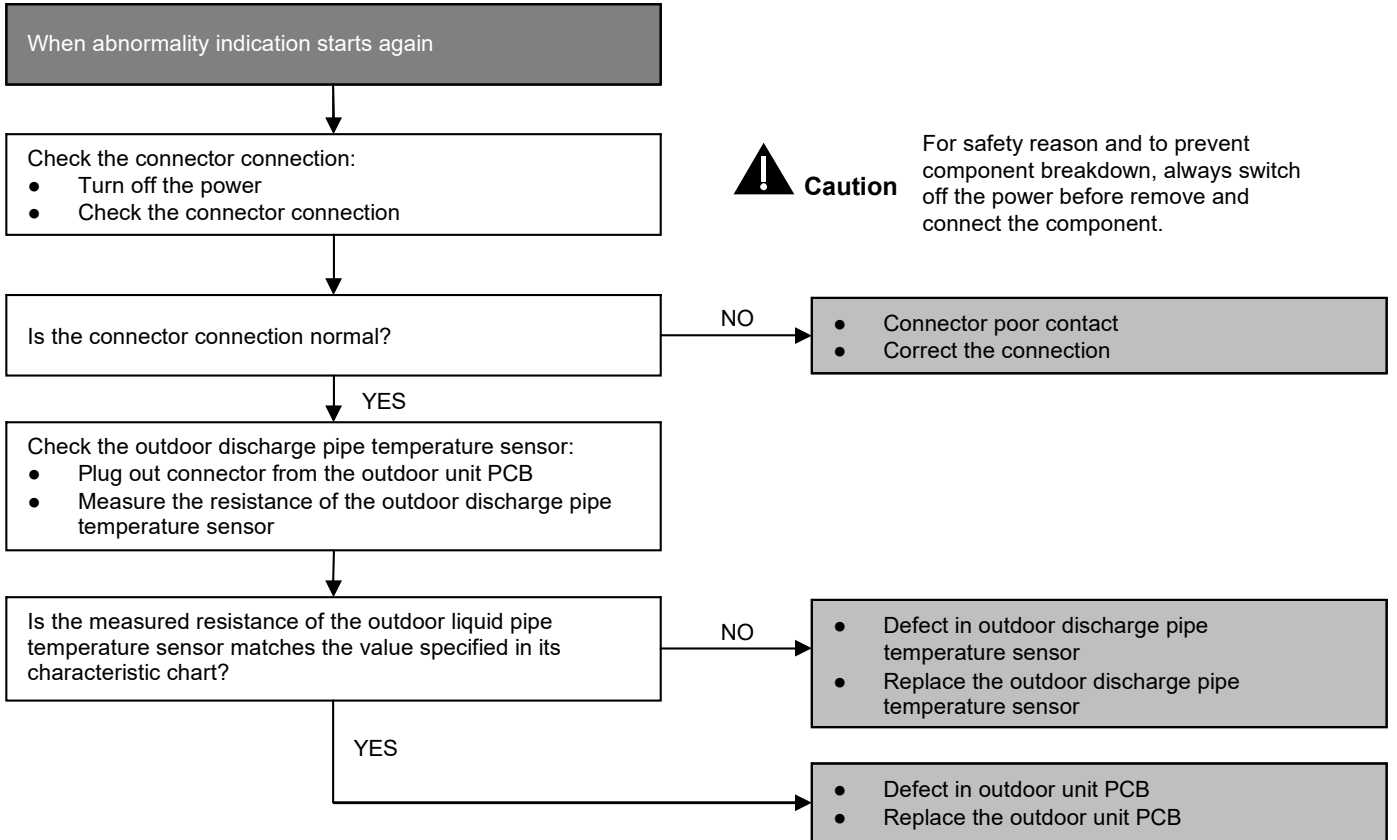 When abnormality indication starts again
Check the connector connection:
● Turn off the power
● Check the connector connection
Caution
For safety reason and to prevent
component breakdown, always switch
off the power before remove and
connect the component.
Is the connector connection normal?
NO
● Connector poor contact
● Correct the connection
YES
Check the outdoor discharge pipe temperature sensor:
● Plug out connector from the outdoor unit PCB
● Measure the resistance of the outdoor discharge pipe
temperature sensor
Is the measured resistance of the outdoor liquid pipe
temperature sensor matches the value specified in its
characteristic chart?
NO
● Defect in outdoor discharge pipe
temperature sensor
● Replace the outdoor discharge pipe
temperature sensor
YES
● Defect in outdoor unit PCB
● Replace the outdoor unit PCB